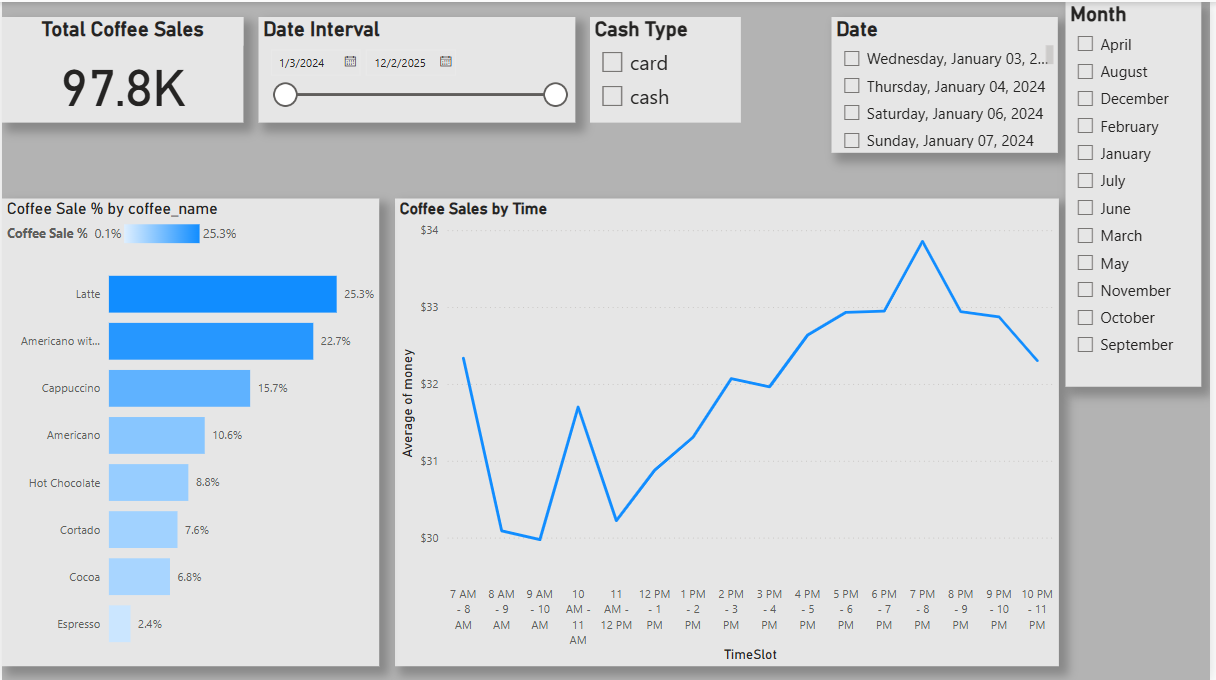 Total Coffee Sales
97.8K
Date Interval
1/3/2024
12/2/2025
Cash Type
card
cash
Date
Wednesday, January 03, 2...
Thursday, January 04, 2024
Saturday, January 06, 2024
Sunday, January 07, 2024
Month
April
August
December
February
January
July
June
March
May
November
October
September
Coffee Sale % by coffee_name
Coffee Sale % 0.1% 25.3%
Latte 25.3%
Americano wit... 22.7%
Cappuccino 15.7%
Americano 10.6%
Hot Chocolate 8.8%
Cortado 7.6%
Cocoa 6.8%
Espresso 2.4%
Coffee Sales by Time
Average of money
$34
$33
$32
$31
$30
7 AM - 8 AM
8 AM - 9 AM
9 AM - 10 AM
10 AM - 11 AM
11 AM - 12 PM
12 PM - 1 PM
1 PM - 2 PM
2 PM - 3 PM
3 PM - 4 PM
4 PM - 5 PM
5 PM - 6 PM
6 PM - 7 PM
7 PM - 8 PM
8 PM - 9 PM
9 PM - 10 PM
10 PM - 11 PM
TimeSlot